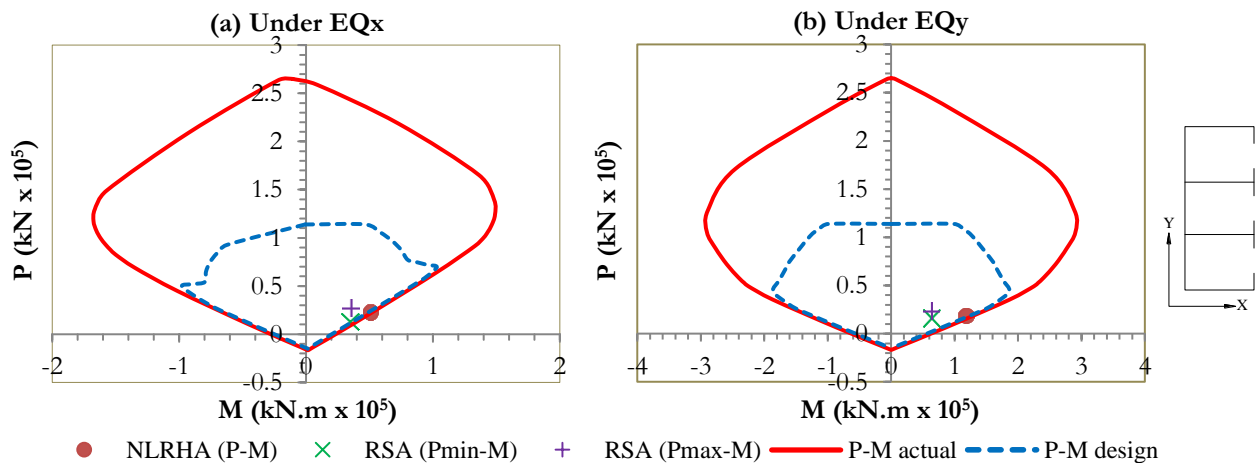 (a) Under EQx
(b) Under EQy
3
2.5
2
1.5
1
0.5
0
-0.5
-2
-1
0
1
2
P (kN x 10⁵)
M (kN.m x 10⁵)
3
2.5
2
1.5
1
0.5
0
-0.5
-4
-3
-2
-1
0
1
2
3
4
P (kN x 10⁵)
M (kN.m x 10⁵)
Y
X
NLRHA (P-M)
RSA (Pmin-M)
RSA (Pmax-M)
P-M actual
P-M design